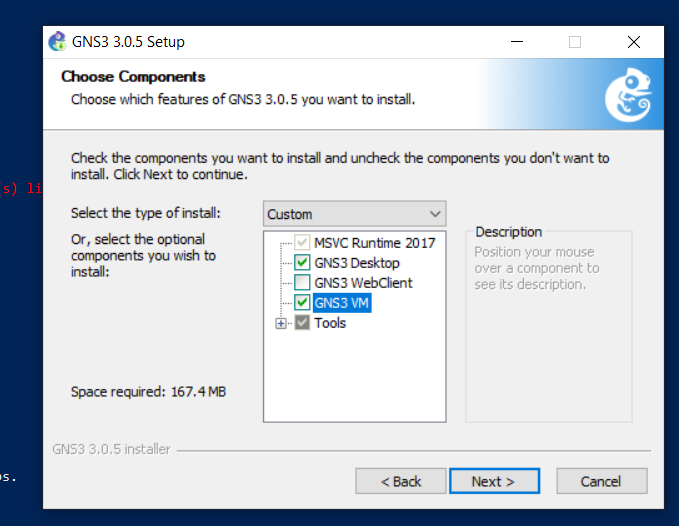 GNS3 3.0.5 Setup
Choose Components
Choose which features of GNS3 3.0.5 you want to install.
Check the components you want to install and uncheck the components you don't want to
install. Click Next to continue.
s) li
Select the type of install:
Custom
Or, select the optional
components you wish to
install:
MSVC Runtime 2017
GNS3 Desktop
GNS3 WebClient
GNS3 VM
Tools
Description
Position your mouse
over a component to
see its description.
Space required: 167.4 MB
GNS3 3.0.5 installer
s.
< Back
Next >
Cancel